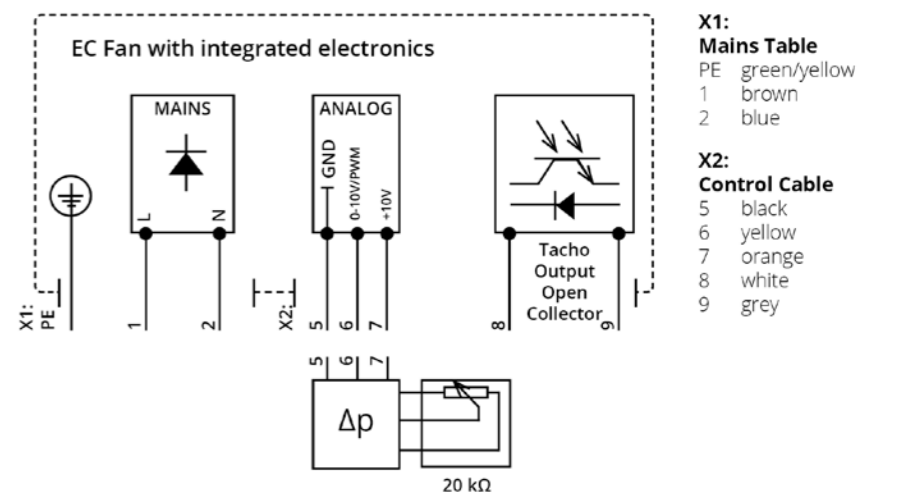 EC Fan with integrated electronics
MAINS
L
N
ANALOG
GND
0-10V/PWM
+10V
Tacho
Output
Open
Collector
X1:
PE
1
2
X2:
5
6
7
8
9
5
6
7
Δp
20 kΩ
X1:
Mains Table
PE green/yellow
1 brown
2 blue
X2:
Control Cable
5 black
6 yellow
7 orange
8 white
9 grey